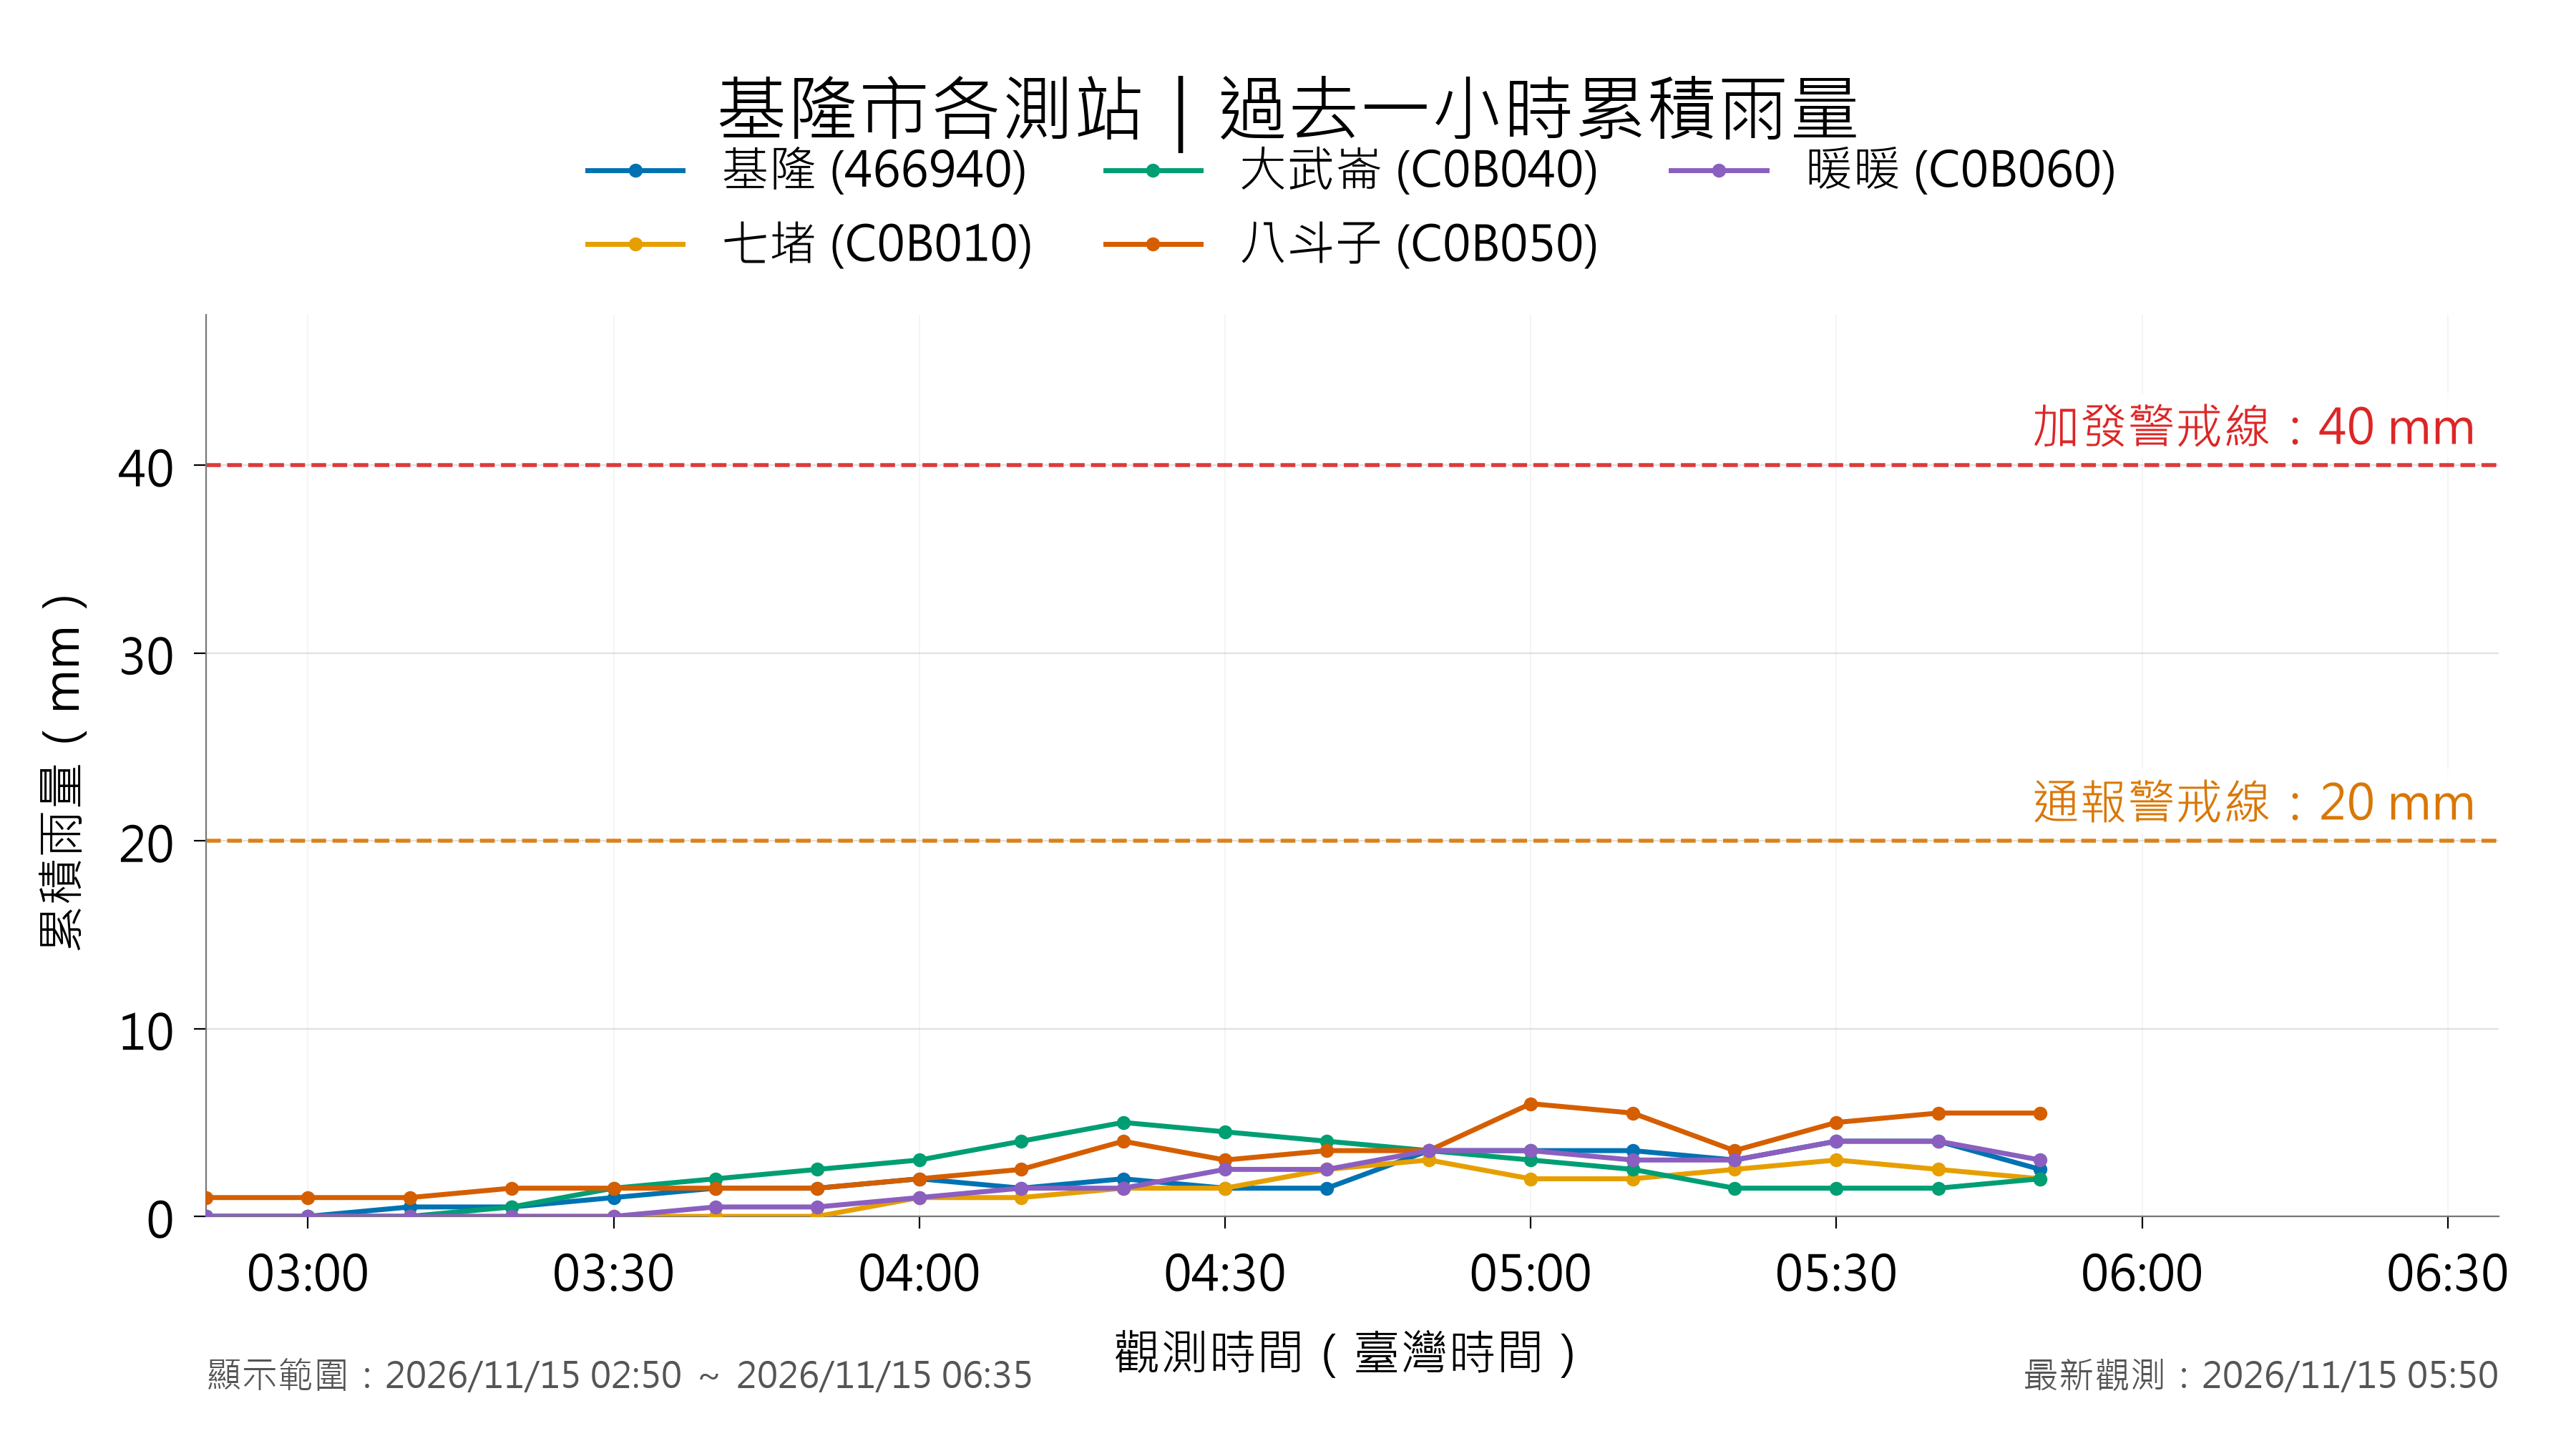 基隆市各測站｜過去一小時累積雨量
基隆 (466940)
大武崙 (C0B040)
暖暖 (C0B060)
七堵 (C0B010)
八斗子 (C0B050)
加發警戒線：40 mm
通報警戒線：20 mm
累積雨量（mm）
40
30
20
10
0
03:00
03:30
04:00
04:30
05:00
05:30
06:00
06:30
觀測時間（臺灣時間）
顯示範圍：2026/11/15 02:50 ~ 2026/11/15 06:35
最新觀測：2026/11/15 05:50